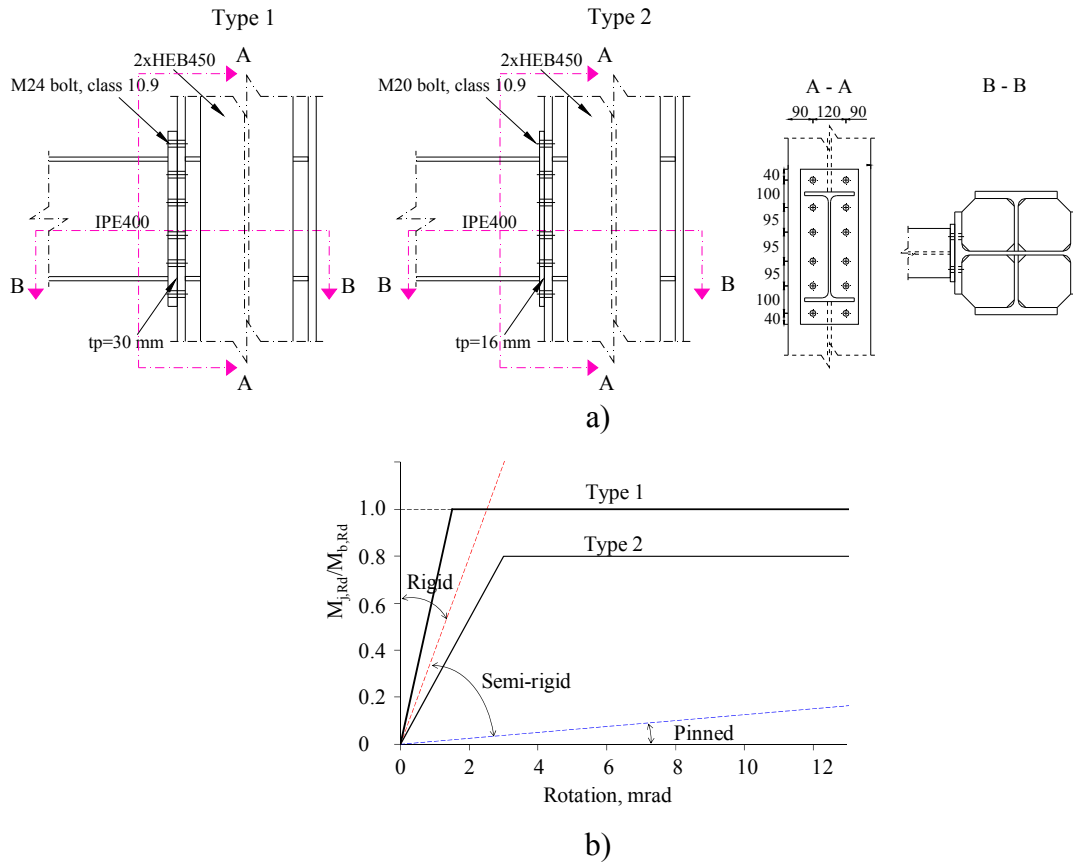 Type 1
Type 2
A
2xHEB450
M24 bolt, class 10.9
IPE400
B
B
tp=30 mm
A
A
2xHEB450
M20 bolt, class 10.9
IPE400
B
B
tp=16 mm
A
A - A
90 120 90
40
100
95
95
95
100
40
B - B
a)
M_{j,Rd}/M_{b,Rd}
1.0
0.8
0.6
0.4
0.2
0
Type 1
Type 2
Rigid
Semi-rigid
Pinned
0 2 4 6 8 10 12
Rotation, mrad
b)